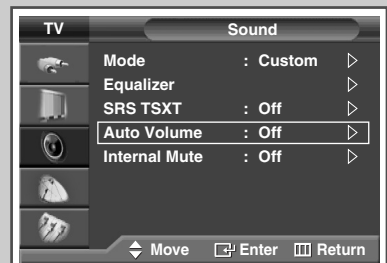 TV Sound
Mode : Custom
Equalizer
SRS TSXT : Off
Auto Volume : Off
Internal Mute : Off
Move Enter Return